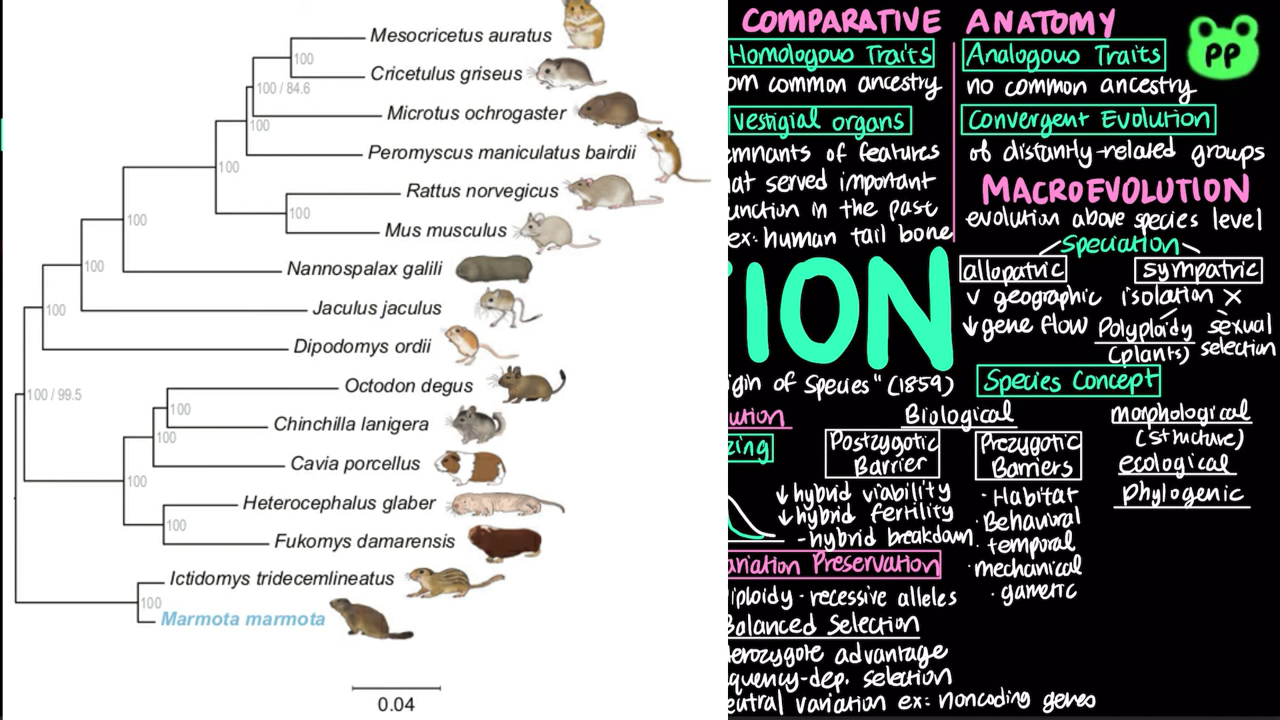 Mesocricetus auratus
100
Cricetulus griseus
100 / 84.6
Microtus ochrogaster
100
Peromyscus maniculatus bairdii
100
Rattus norvegicus
100
Mus musculus
100
Nannospalax galili
100
Jaculus jaculus
100
Dipodomys ordii
100 / 99.5
Octodon degus
100
Chinchilla lanigera
100
Cavia porcellus
100
Heterocephalus glaber
100
Fukomys damarensis
Ictidomys tridecemlineatus
100
Marmota marmota
0.04
COMPARATIVE ANATOMY
Homologous Traits
om common ancestry
vestigial organs
emnants of features
hat served important
unction in the past
ex: human tail bone
Analogous Traits
no common ancestry
Convergent Evolution
of distantly-related groups
MACROEVOLUTION
evolution above species level
speciation
allopatric
sympatric
v geographic isolation x
↓ gene flow
Polyploidy
(plants)
sexual
selection
ION
igin of Species" (1859)
Species Concept
ution
zing
Biological
Postzygotic
Barrier
↓ hybrid viability
↓ hybrid fertility
- hybrid breakdown
Prezygotic
Barriers
· Habitat
· Behavioral
· temporal
· mechanical
· gametic
morphological
(structure)
ecological
phylogenic
ariation Preservation
iploidy - recessive alleles
Balanced Selection
terozygote advantage
quency-dep. selection
eutral variation ex: noncoding genes
PP